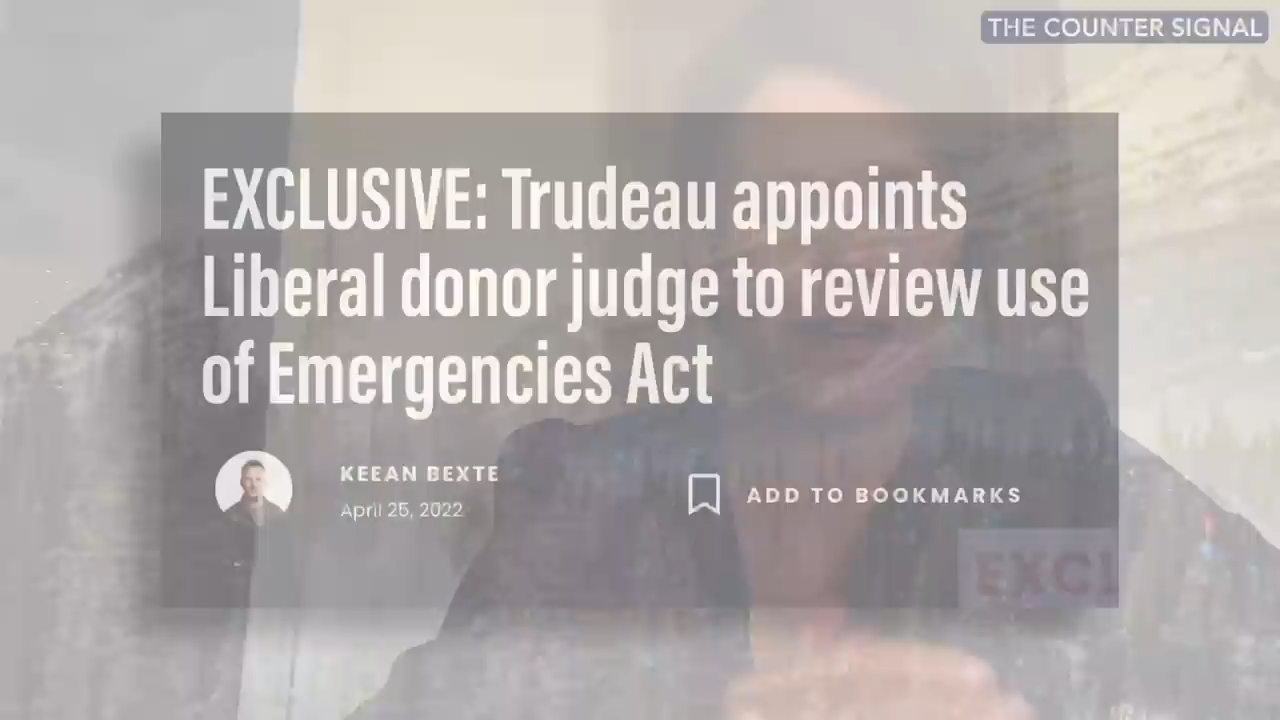 THE COUNTER SIGNAL
EXCLUSIVE: Trudeau appoints
Liberal donor judge to review use
of Emergencies Act
KEEAN BEXTE
April 25, 2022
ADD TO BOOKMARKS
EXCL